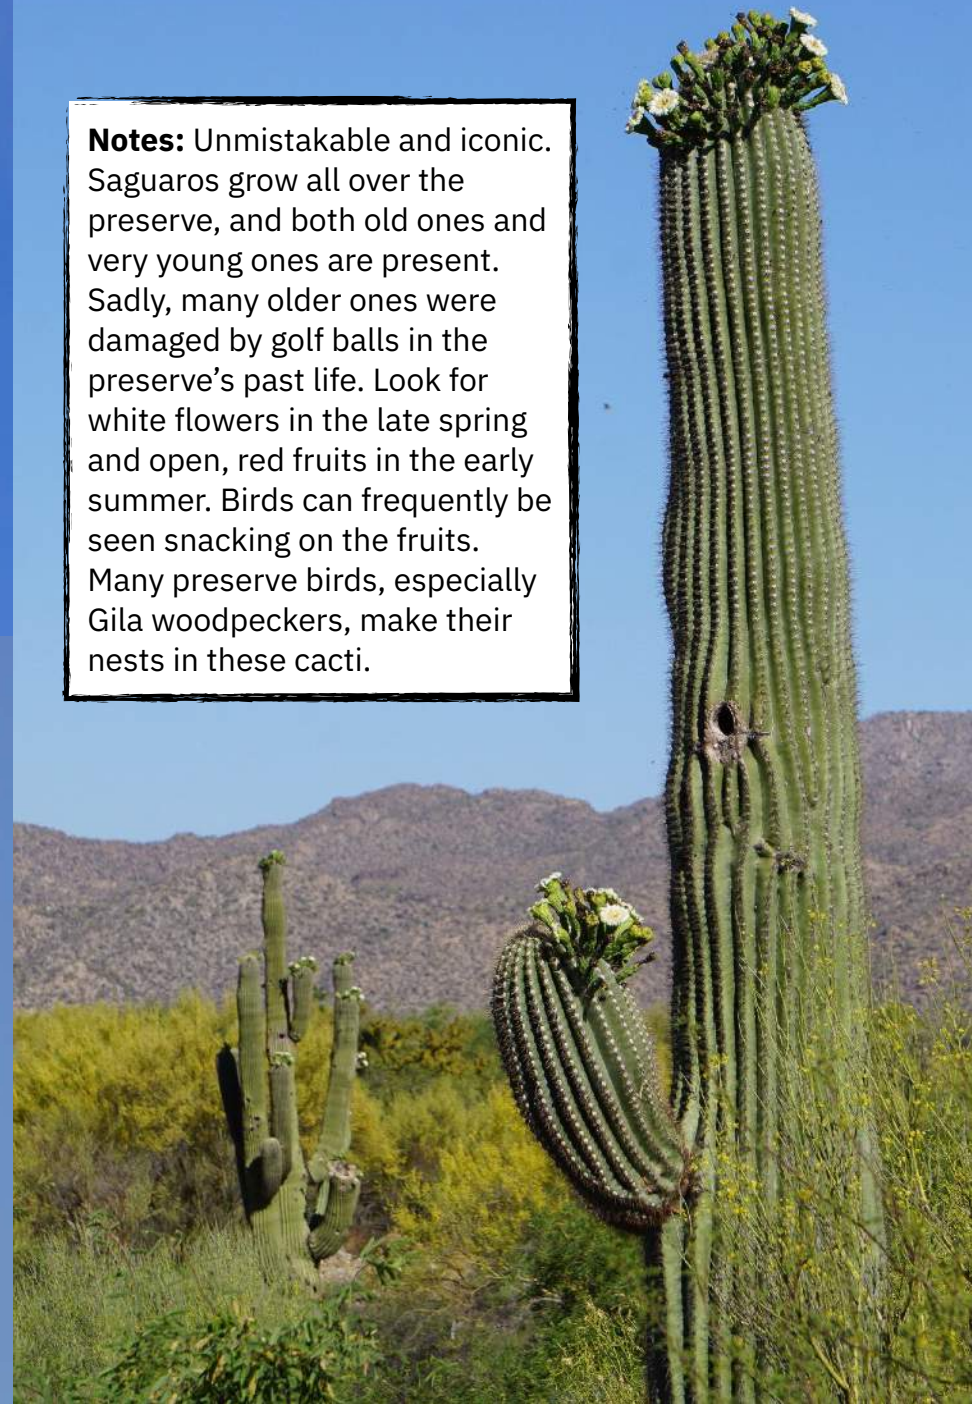 Notes: Unmistakable and iconic.
Saguaros grow all over the
preserve, and both old ones and
very young ones are present.
Sadly, many older ones were
damaged by golf balls in the
preserve’s past life. Look for
white flowers in the late spring
and open, red fruits in the early
summer. Birds can frequently be
seen snacking on the fruits.
Many preserve birds, especially
Gila woodpeckers, make their
nests in these cacti.